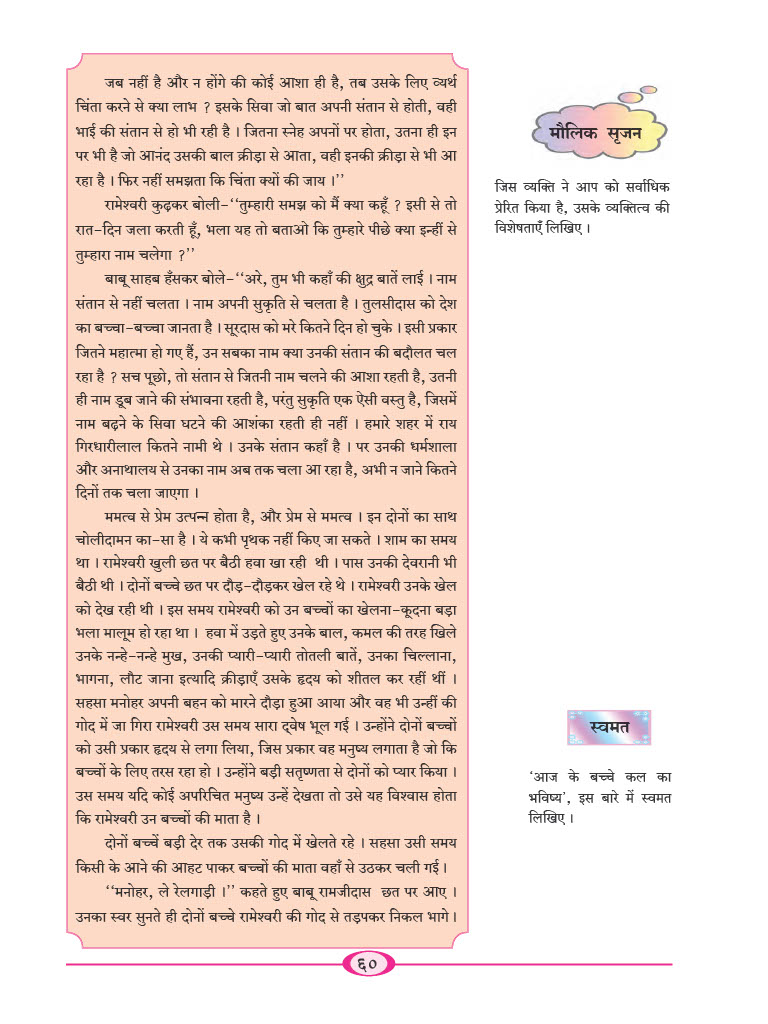 जब नहीं है और न होंगे की कोई आशा ही है, तब उसके लिए व्यर्थ
चिंता करने से क्या लाभ ? इसके सिवा जो बात अपनी संतान से होती, वही
भाई की संतान से हो भी रही है । जितना स्नेह अपनों पर होता, उतना ही इन
पर भी है जो आनंद उसकी बाल क्रीड़ा से आता, वही इनकी क्रीड़ा से भी आ
रहा है । फिर नहीं समझता कि चिंता क्यों की जाय ।’’
रामेश्वरी कुढ़कर बोली-‘‘तुम्हारी समझ को मैं क्या कहूँ ? इसी से तो
रात-दिन जला करती हूँ, भला यह तो बताओ कि तुम्हारे पीछे क्या इन्हीं से
तुम्हारा नाम चलेगा ?’’
बाबू साहब हँसकर बोले-‘‘अरे, तुम भी कहाँ की क्षुद्र बातें लाई । नाम
संतान से नहीं चलता । नाम अपनी सुकृति से चलता है । तुलसीदास को देश
का बच्चा-बच्चा जानता है । सूरदास को मरे कितने दिन हो चुके । इसी प्रकार
जितने महात्मा हो गए हैं, उन सबका नाम क्या उनकी संतान की बदौलत चल
रहा है ? सच पूछो, तो संतान से जितनी नाम चलने की आशा रहती है, उतनी
ही नाम डूब जाने की संभावना रहती है, परंतु सुकृति एक ऐसी वस्तु है, जिसमें
नाम बढ़ने के सिवा घटने की आशंका रहती ही नहीं । हमारे शहर में राय
गिरधारीलाल कितने नामी थे । उनके संतान कहाँ है । पर उनकी धर्मशाला
और अनाथालय से उनका नाम अब तक चला आ रहा है, अभी न जाने कितने
दिनों तक चला जाएगा ।
ममत्व से प्रेम उत्पन्न होता है, और प्रेम से ममत्व । इन दोनों का साथ
चोलीदामन का-सा है । ये कभी पृथक नहीं किए जा सकते । शाम का समय
था । रामेश्वरी खुली छत पर बैठी हवा खा रही थी । पास उनकी देवरानी भी
बैठी थी । दोनों बच्चे छत पर दौड़-दौड़कर खेल रहे थे । रामेश्वरी उनके खेल
को देख रही थी । इस समय रामेश्वरी को उन बच्चों का खेलना-कूदना बड़ा
भला मालूम हो रहा था । हवा में उड़ते हुए उनके बाल, कमल की तरह खिले
उनके नन्हे-नन्हे मुख, उनकी प्यारी-प्यारी तोतली बातें, उनका चिल्लाना,
भागना, लौट जाना इत्यादि क्रीड़ाएँ उसके हृदय को शीतल कर रहीं थीं ।
सहसा मनोहर अपनी बहन को मारने दौड़ा हुआ आया और वह भी उन्हीं की
गोद में जा गिरा रामेश्वरी उस समय सारा द्वेष भूल गई । उन्होंने दोनों बच्चों
को उसी प्रकार हृदय से लगा लिया, जिस प्रकार वह मनुष्य लगाता है जो कि
बच्चों के लिए तरस रहा हो । उन्होंने बड़ी सतृष्णता से दोनों को प्यार किया ।
उस समय यदि कोई अपरिचित मनुष्य उन्हें देखता तो उसे यह विश्वास होता
कि रामेश्वरी उन बच्चों की माता है ।
दोनों बच्चें बड़ी देर तक उसकी गोद में खेलते रहे । सहसा उसी समय
किसी के आने की आहट पाकर बच्चों की माता वहाँ से उठकर चली गई ।
‘‘मनोहर, ले रेलगाड़ी ।’’ कहते हुए बाबू रामजीदास छत पर आए ।
उनका स्वर सुनते ही दोनों बच्चे रामेश्वरी की गोद से तड़पकर निकल भागे ।
मौलिक सृजन
जिस व्यक्ति ने आप को सर्वाधिक
प्रेरित किया है, उसके व्यक्तित्व की
विशेषताएँ लिखिए ।
स्वमत
‘आज के बच्चे कल का
भविष्य’, इस बारे में स्वमत
लिखिए ।
६०